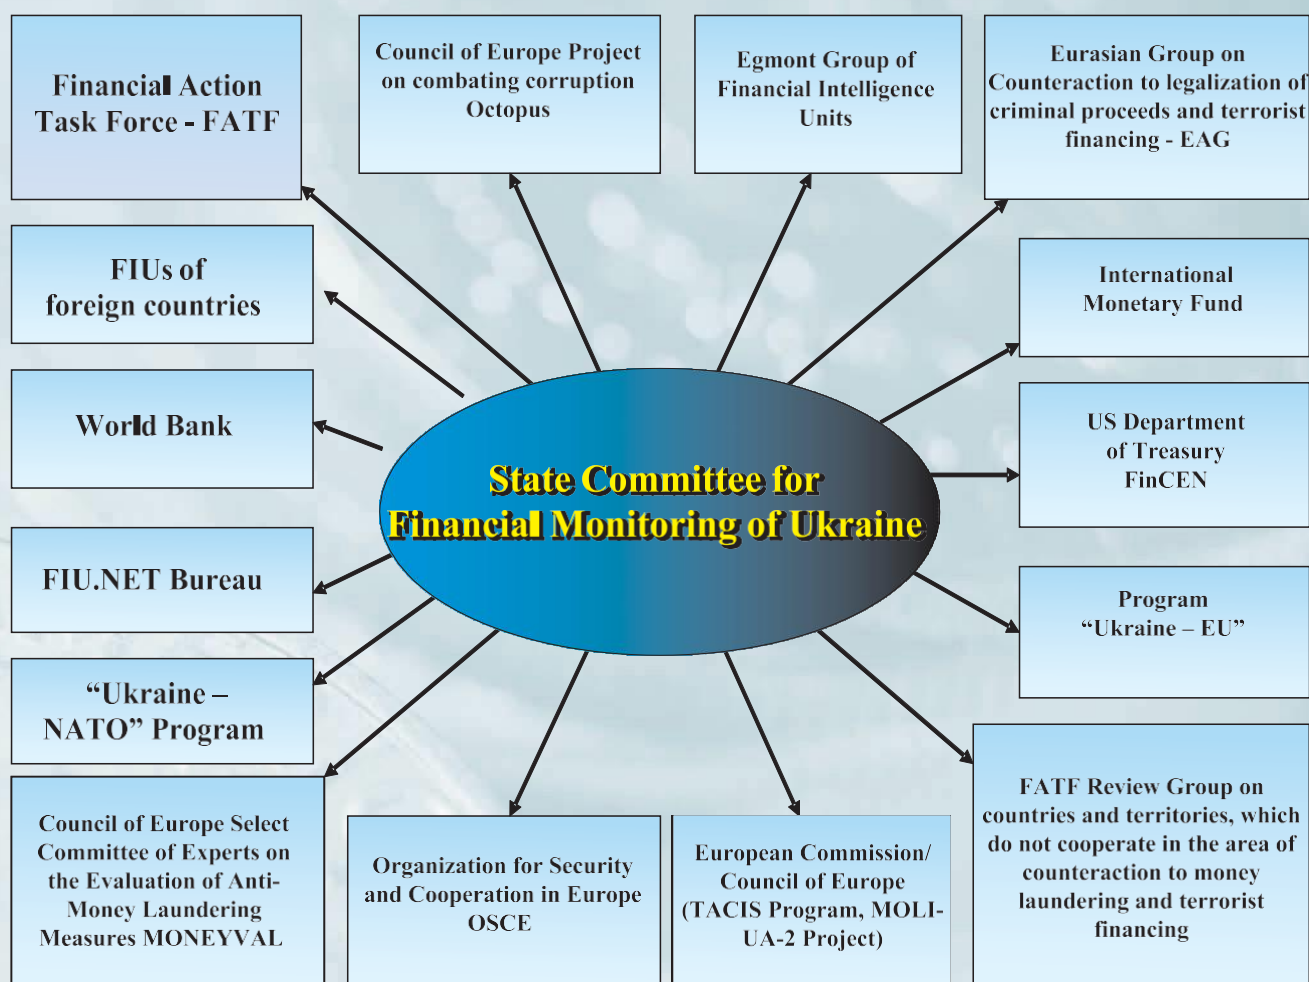 Financial Action
Task Force - FATF
Council of Europe Project
on combating corruption
Octopus
Egmont Group of
Financial Intelligence
Units
Eurasian Group on
Counteraction to legalization of
criminal proceeds and terrorist
financing - EAG
FIUs of
foreign countries
International
Monetary Fund
World Bank
US Department
of Treasury
FinCEN
State Committee for
Financial Monitoring of Ukraine
FIU.NET Bureau
Program
“Ukraine – EU”
“Ukraine –
NATO” Program
Council of Europe Select
Committee of Experts on
the Evaluation of Anti-
Money Laundering
Measures MONEYVAL
Organization for Security
and Cooperation in Europe
OSCE
European Commission/
Council of Europe
(TACIS Program, MOLI-
UA-2 Project)
FATF Review Group on
countries and territories, which
do not cooperate in the area of
counteraction to money
laundering and terrorist
financing